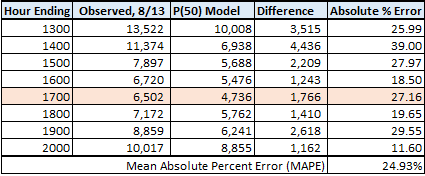 Hour Ending Observed, 8/13 P(50) Model Difference Absolute % Error
1300 13,522 10,008 3,515 25.99
1400 11,374 6,938 4,436 39.00
1500 7,897 5,688 2,209 27.97
1600 6,720 5,476 1,243 18.50
1700 6,502 4,736 1,766 27.16
1800 7,172 5,762 1,410 19.65
1900 8,859 6,241 2,618 29.55
2000 10,017 8,855 1,162 11.60
Mean Absolute Percent Error (MAPE) 24.93%